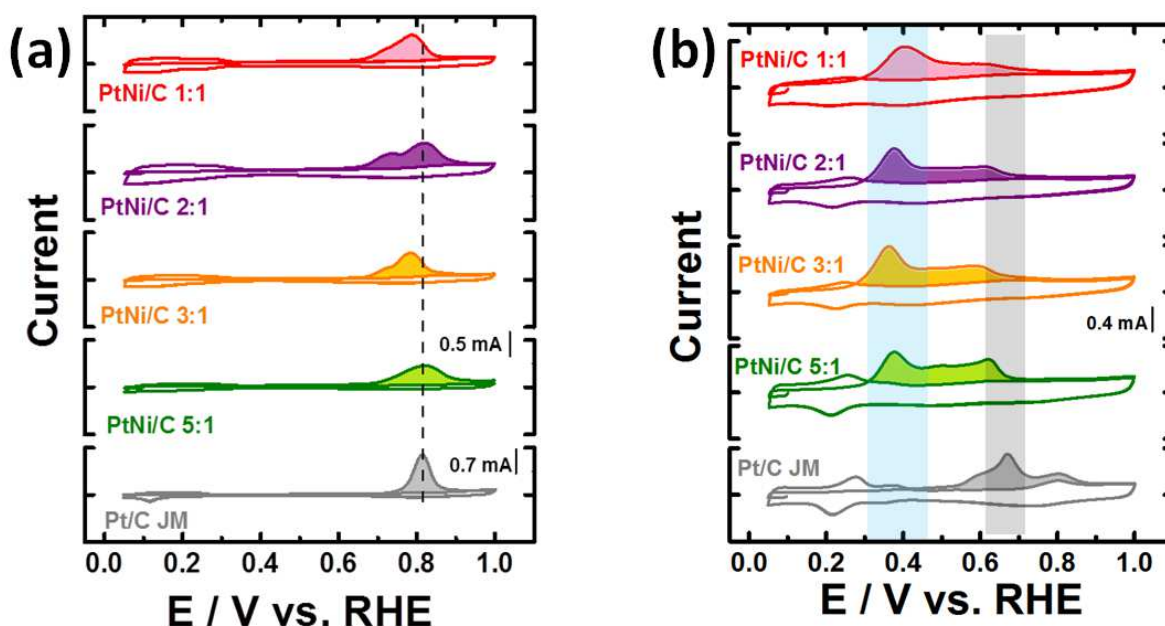 (a)
PtNi/C 1:1
PtNi/C 2:1
PtNi/C 3:1
0.5 mA
PtNi/C 5:1
0.7 mA
Pt/C JM
Current
0.0 0.2 0.4 0.6 0.8 1.0
E / V vs. RHE
(b)
PtNi/C 1:1
PtNi/C 2:1
PtNi/C 3:1
0.4 mA
PtNi/C 5:1
Pt/C JM
Current
0.0 0.2 0.4 0.6 0.8 1.0
E / V vs. RHE